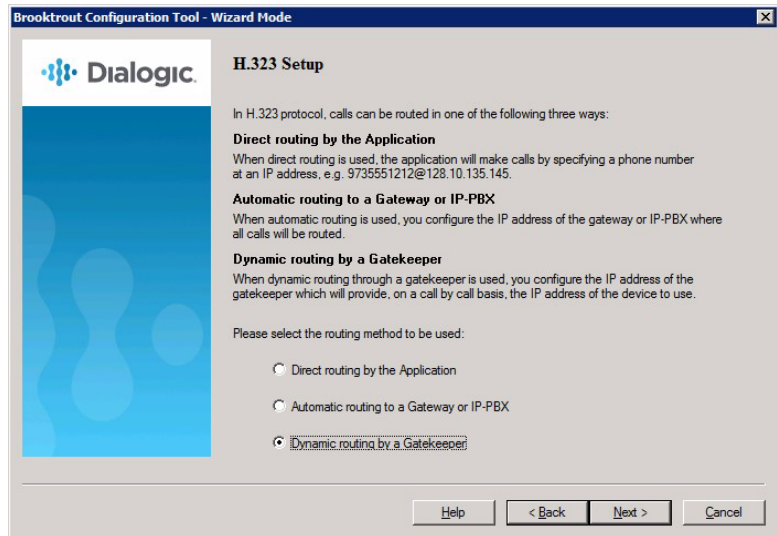 Brooktrout Configuration Tool - Wizard Mode
Dialogic.
H.323 Setup
In H.323 protocol, calls can be routed in one of the following three ways:
Direct routing by the Application
When direct routing is used, the application will make calls by specifying a phone number
at an IP address, e.g. 9735551212@128.10.135.145.
Automatic routing to a Gateway or IP-PBX
When automatic routing is used, you configure the IP address of the gateway or IP-PBX where
all calls will be routed.
Dynamic routing by a Gatekeeper
When dynamic routing through a gatekeeper is used, you configure the IP address of the
gatekeeper which will provide, on a call by call basis, the IP address of the device to use.
Please select the routing method to be used:
Direct routing by the Application
Automatic routing to a Gateway or IP-PBX
Dynamic routing by a Gatekeeper
Help < Back Next > Cancel